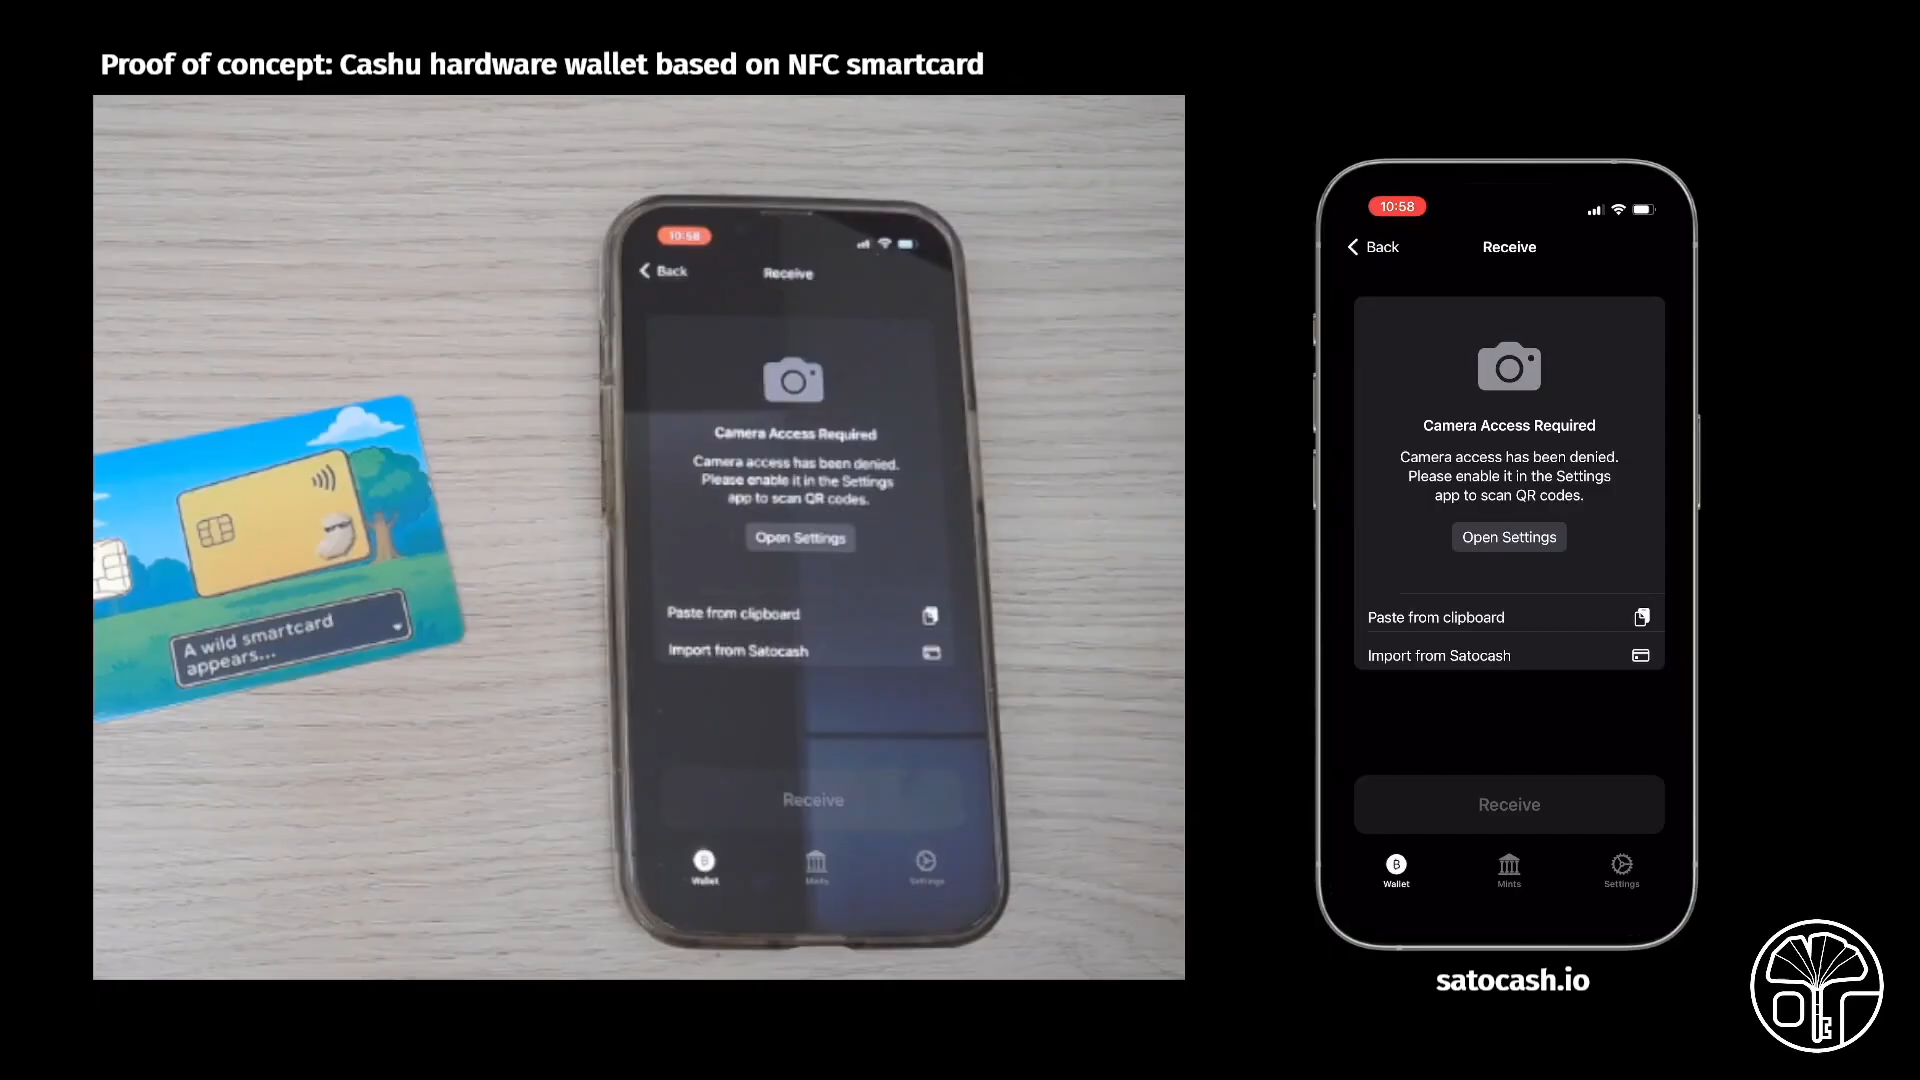 Proof of concept: Cashu hardware wallet based on NFC smartcard
A wild smartcard
appears...
10:58
Back
Receive
Camera Access Required
Camera access has been denied.
Please enable it in the Settings
app to scan QR codes.
Open Settings
Paste from clipboard
Import from Satocash
Receive
Wallet
Mints
Settings
10:58
Back
Receive
Camera Access Required
Camera access has been denied.
Please enable it in the Settings
app to scan QR codes.
Open Settings
Paste from clipboard
Import from Satocash
Receive
Wallet
Mints
Settings
satocash.io